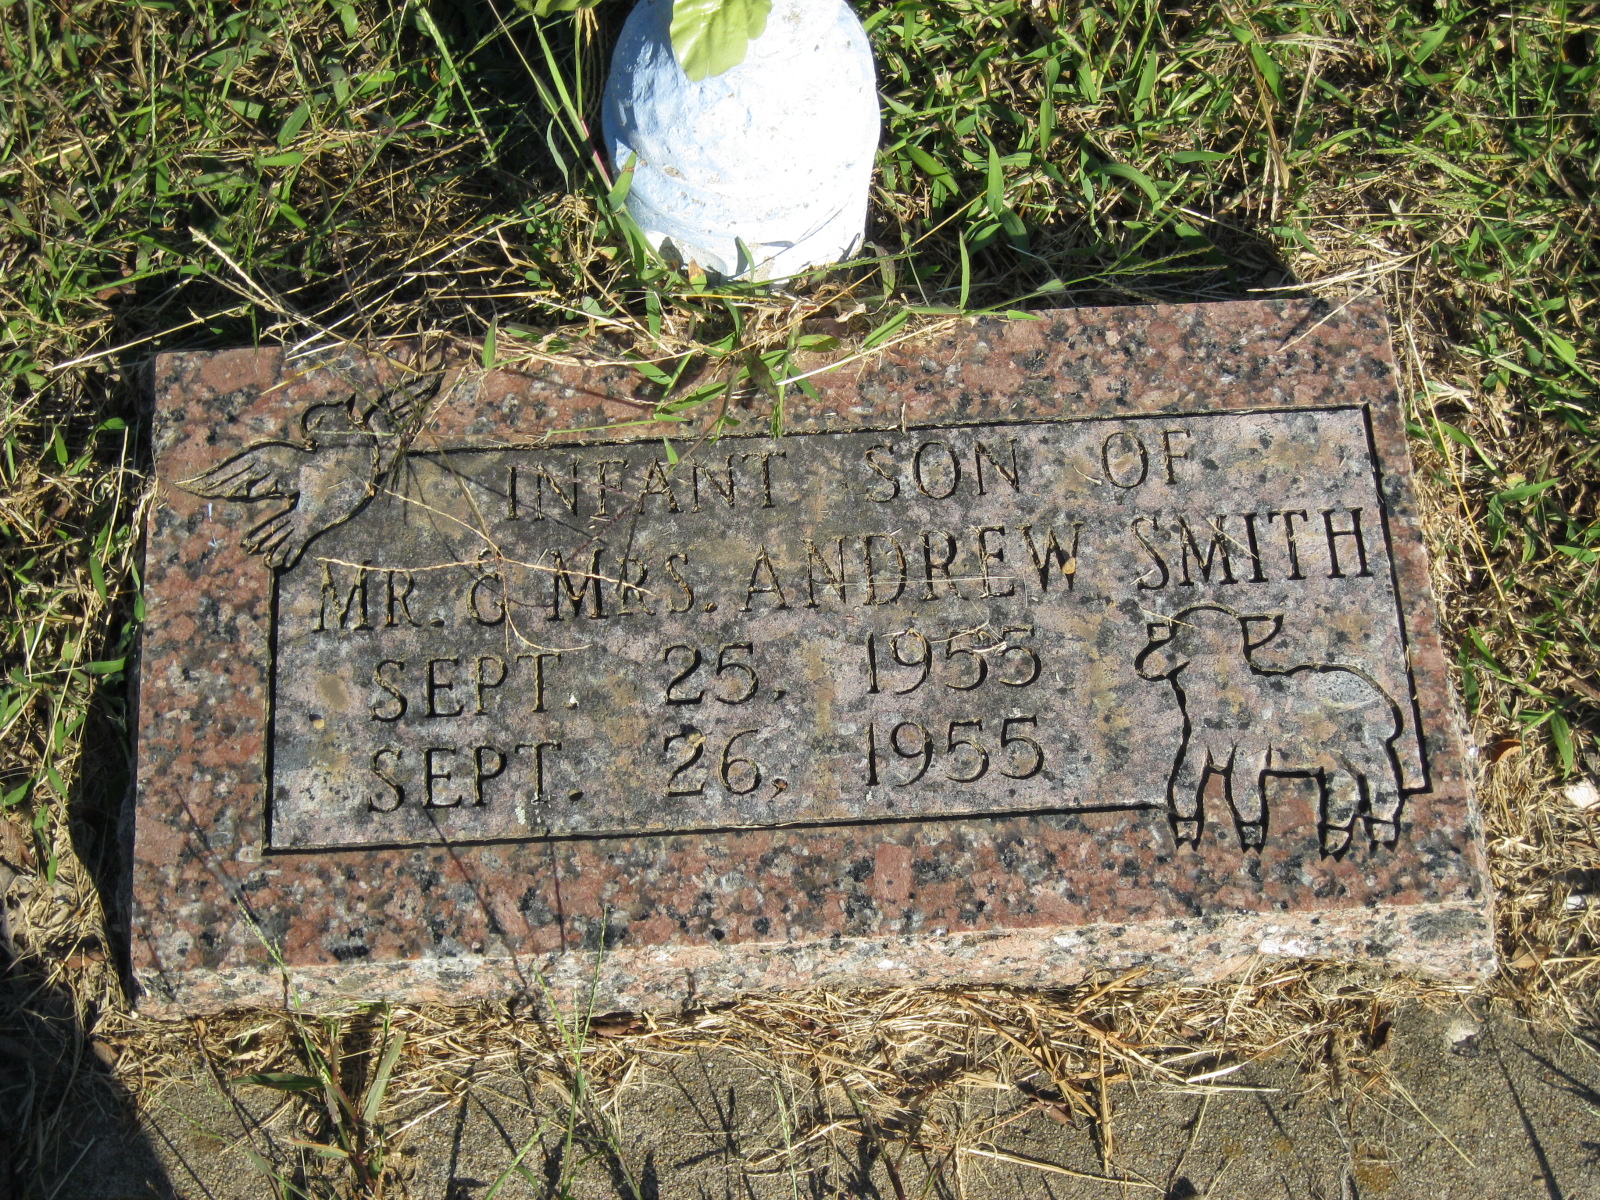 INFANT SON OF
MR. & MRS. ANDREW SMITH
SEPT. 25, 1955
SEPT. 26, 1955